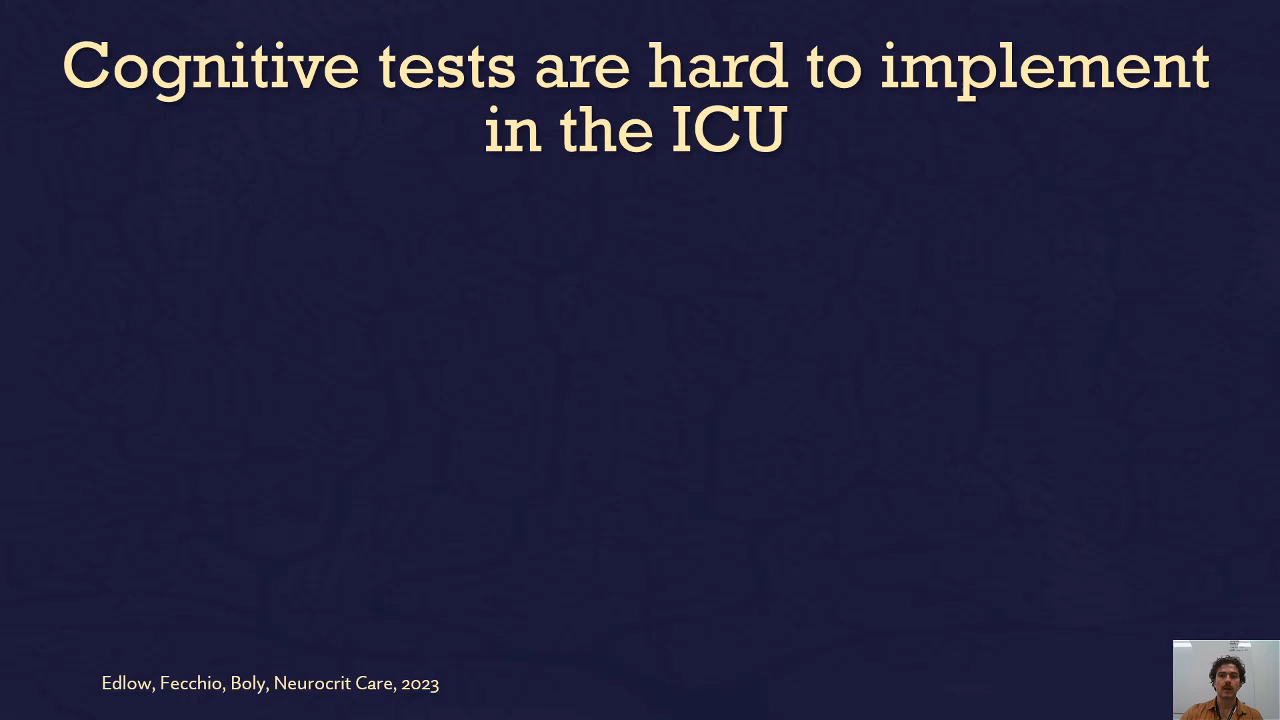 Cognitive tests are hard to implement
in the ICU
Edlow, Fecchio, Boly, Neurocrit Care, 2023